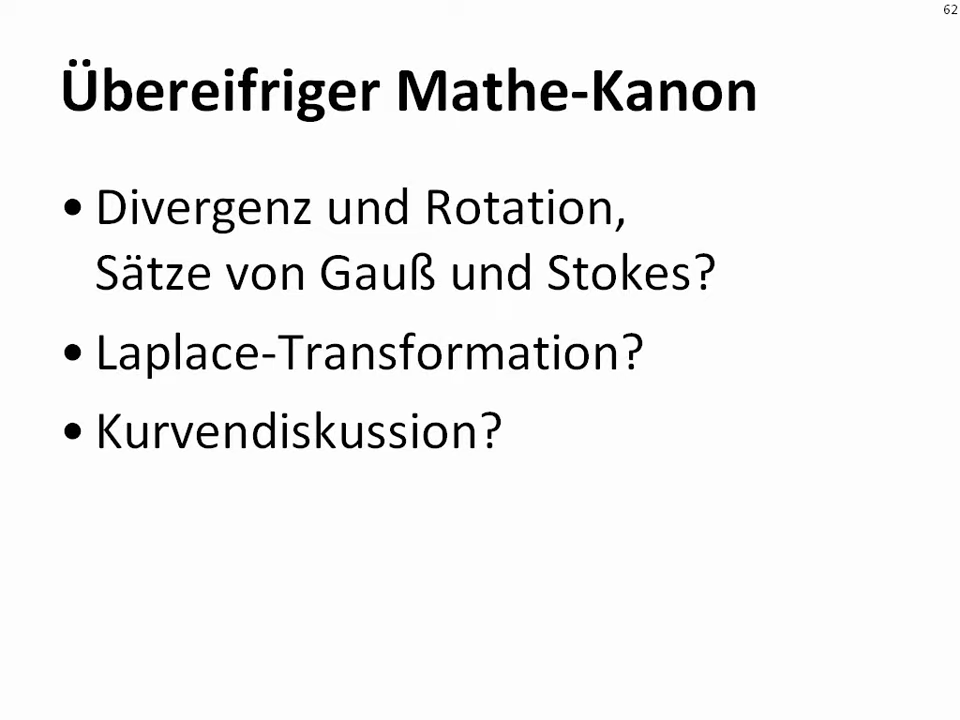 62
Übereifriger Mathe-Kanon
• Divergenz und Rotation,
Sätze von Gauß und Stokes?
• Laplace-Transformation?
• Kurvendiskussion?